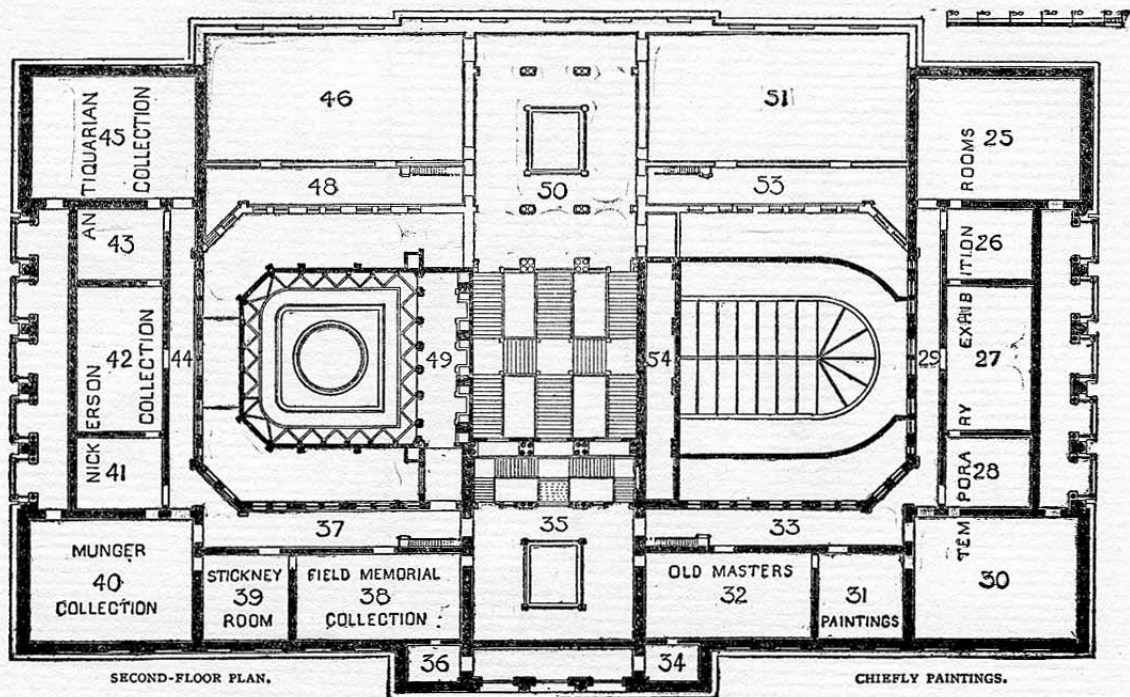 46
51
45
ANTIQUARIAN
COLLECTION
25
50
48
53
43
26
NICKERSON
COLLECTION
42
44
49
54
29
27
TEMPORARY EXHIBITION ROOMS
41
28
37
35
33
MUNGER
40
COLLECTION
STICKNEY
39
ROOM
FIELD MEMORIAL
38
COLLECTION
OLD MASTERS
32
31
PAINTINGS
30
36
34
SECOND-FLOOR PLAN.
CHIEFLY PAINTINGS.